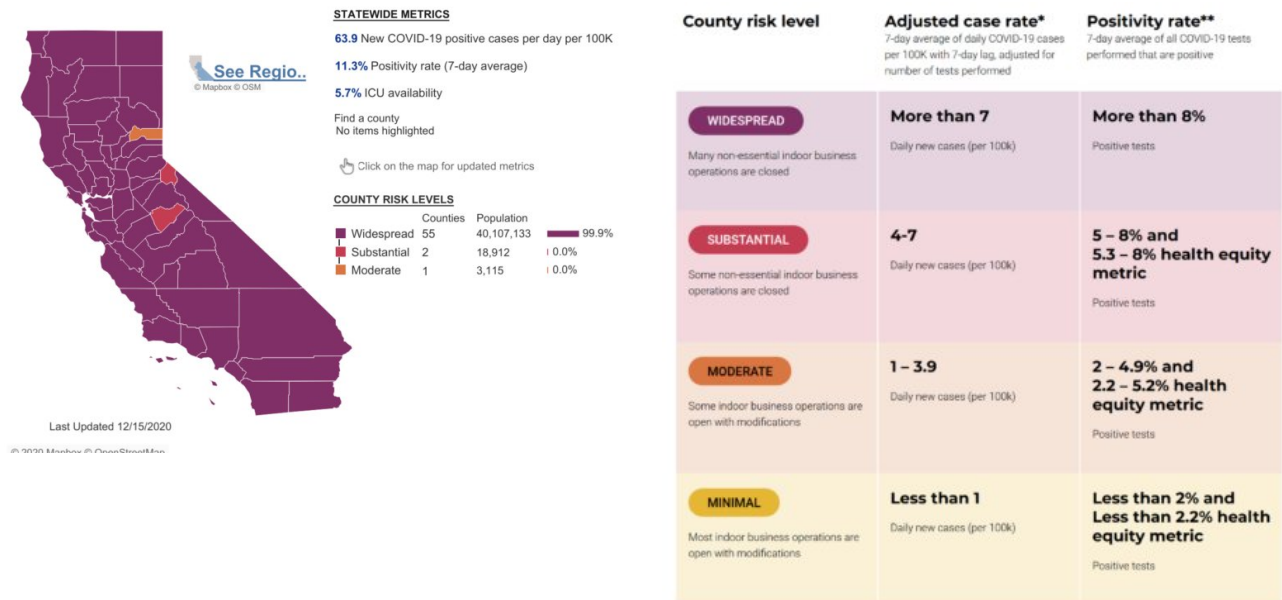 STATEWIDE METRICS
63.9 New COVID-19 positive cases per day per 100K
11.3% Positivity rate (7-day average)
5.7% ICU availability
Find a county
No items highlighted
Click on the map for updated metrics
See Regio..
© Mapbox © OSM
COUNTY RISK LEVELS
Counties Population
Widespread 55 40,107,133 99.9%
Substantial 2 18,912 0.0%
Moderate 1 3,115 0.0%
Last Updated 12/15/2020
© 2020 Mapbox © OpenStreetMap
County risk level
Adjusted case rate*
7-day average of daily COVID-19 cases
per 100K with 7-day lag, adjusted for
number of tests performed
Positivity rate**
7-day average of all COVID-19 tests
performed that are positive
WIDESPREAD
Many non-essential indoor business
operations are closed
More than 7
Daily new cases (per 100k)
More than 8%
Positive tests
SUBSTANTIAL
Some non-essential indoor business
operations are closed
4-7
Daily new cases (per 100k)
5 – 8% and
5.3 – 8% health equity
metric
Positive tests
MODERATE
Some indoor business operations are
open with modifications
1 – 3.9
Daily new cases (per 100k)
2 – 4.9% and
2.2 – 5.2% health
equity metric
Positive tests
MINIMAL
Most indoor business operations are
open with modifications
Less than 1
Daily new cases (per 100k)
Less than 2% and
Less than 2.2% health
equity metric
Positive tests